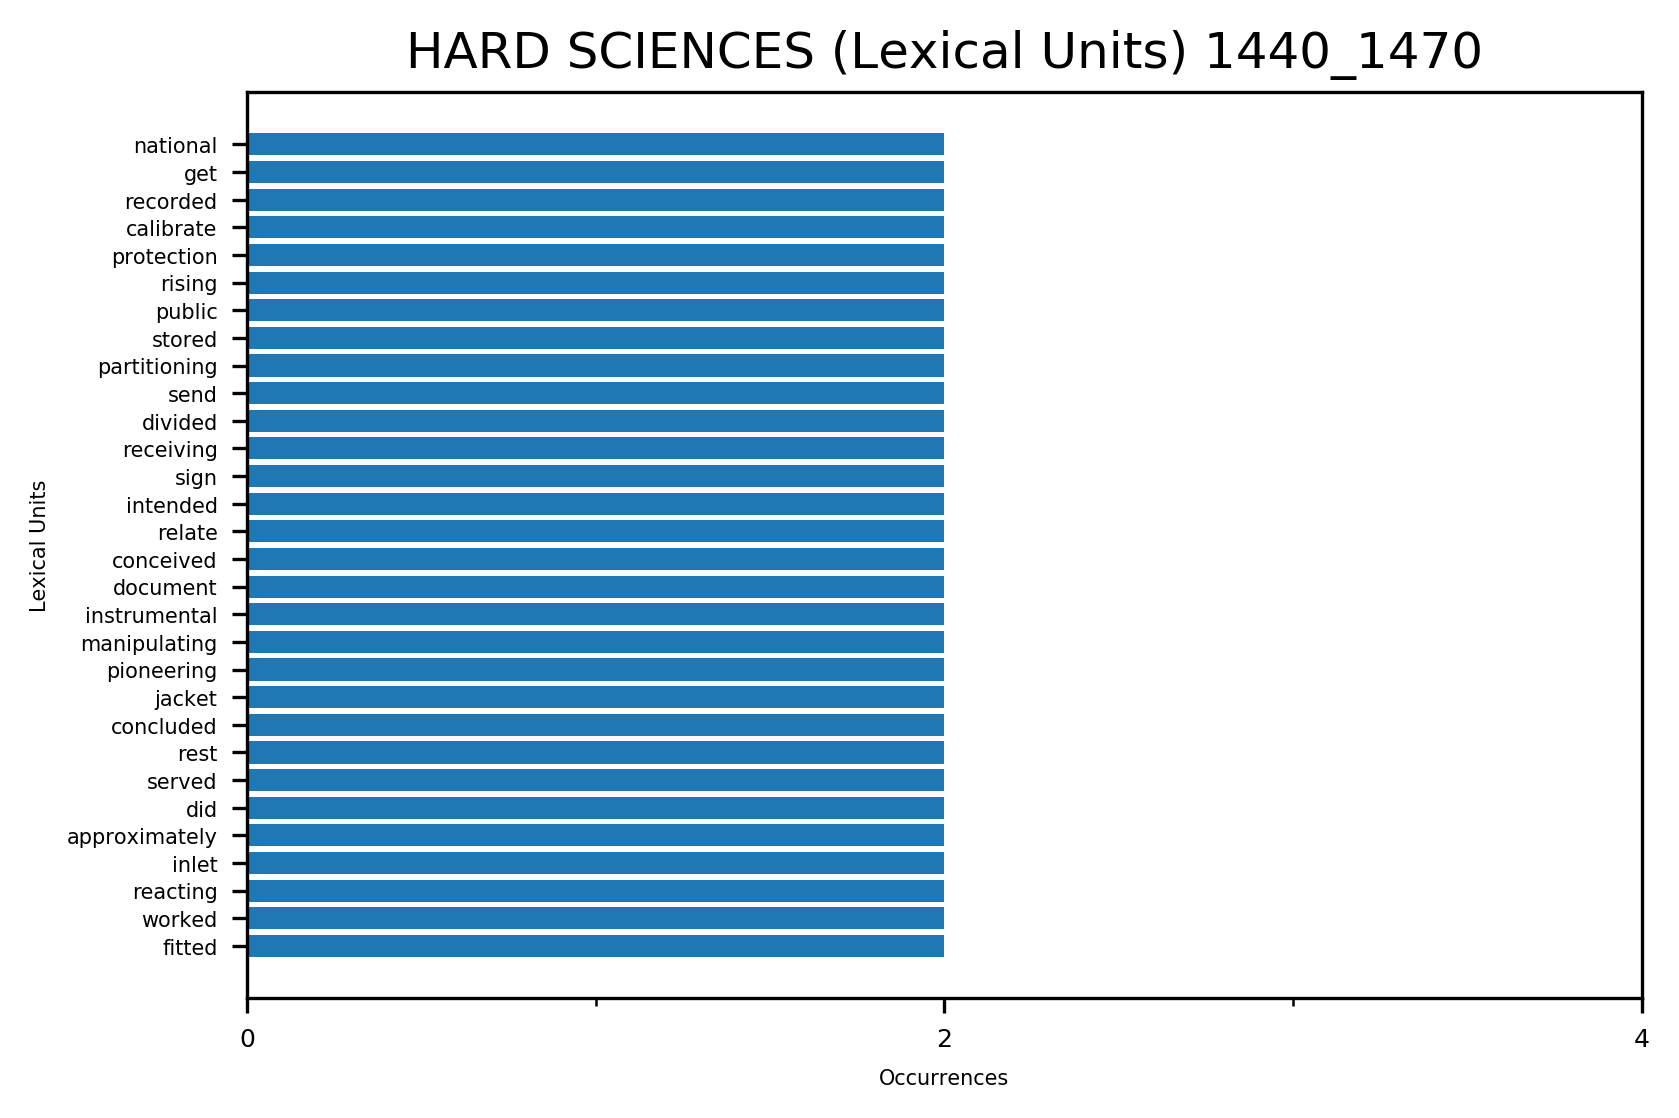 HARD SCIENCES (Lexical Units) 1440_1470
national
get
recorded
calibrate
protection
rising
public
stored
partitioning
send
divided
receiving
sign
intended
relate
conceived
document
instrumental
manipulating
pioneering
jacket
concluded
rest
served
did
approximately
inlet
reacting
worked
fitted
Lexical Units
0 2 4
Occurrences